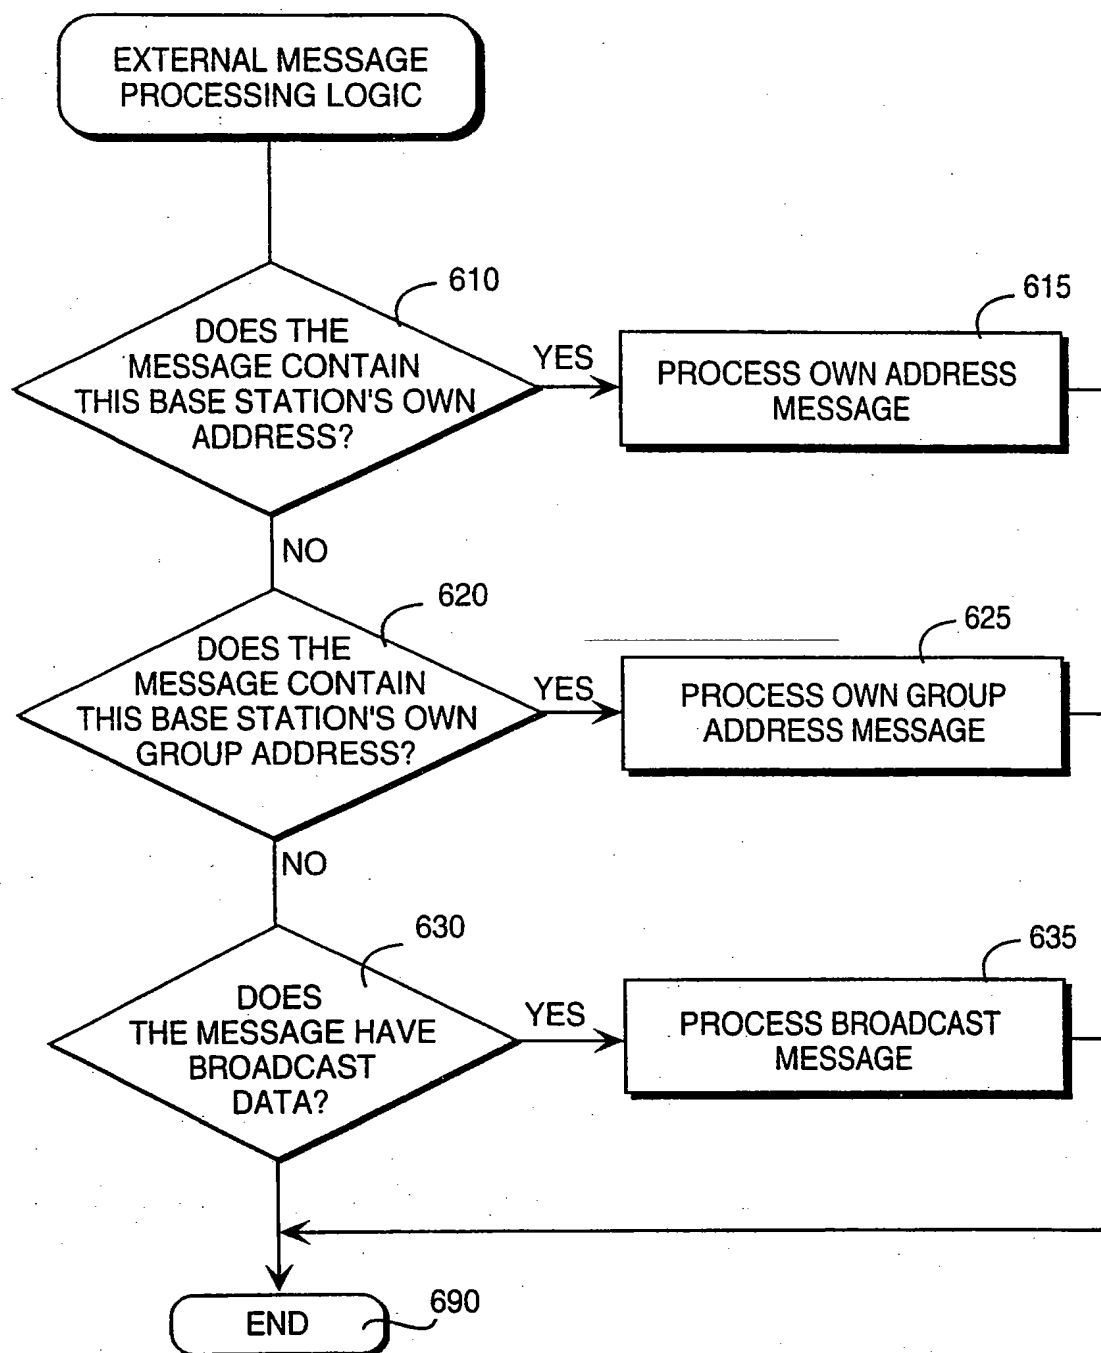 EXTERNAL MESSAGE
PROCESSING LOGIC
610
DOES THE
MESSAGE CONTAIN
THIS BASE STATION'S OWN
ADDRESS?
YES
615
PROCESS OWN ADDRESS
MESSAGE
NO
620
DOES THE
MESSAGE CONTAIN
THIS BASE STATION'S OWN
GROUP ADDRESS?
YES
625
PROCESS OWN GROUP
ADDRESS MESSAGE
NO
630
DOES
THE MESSAGE HAVE
BROADCAST
DATA?
YES
635
PROCESS BROADCAST
MESSAGE
END
690